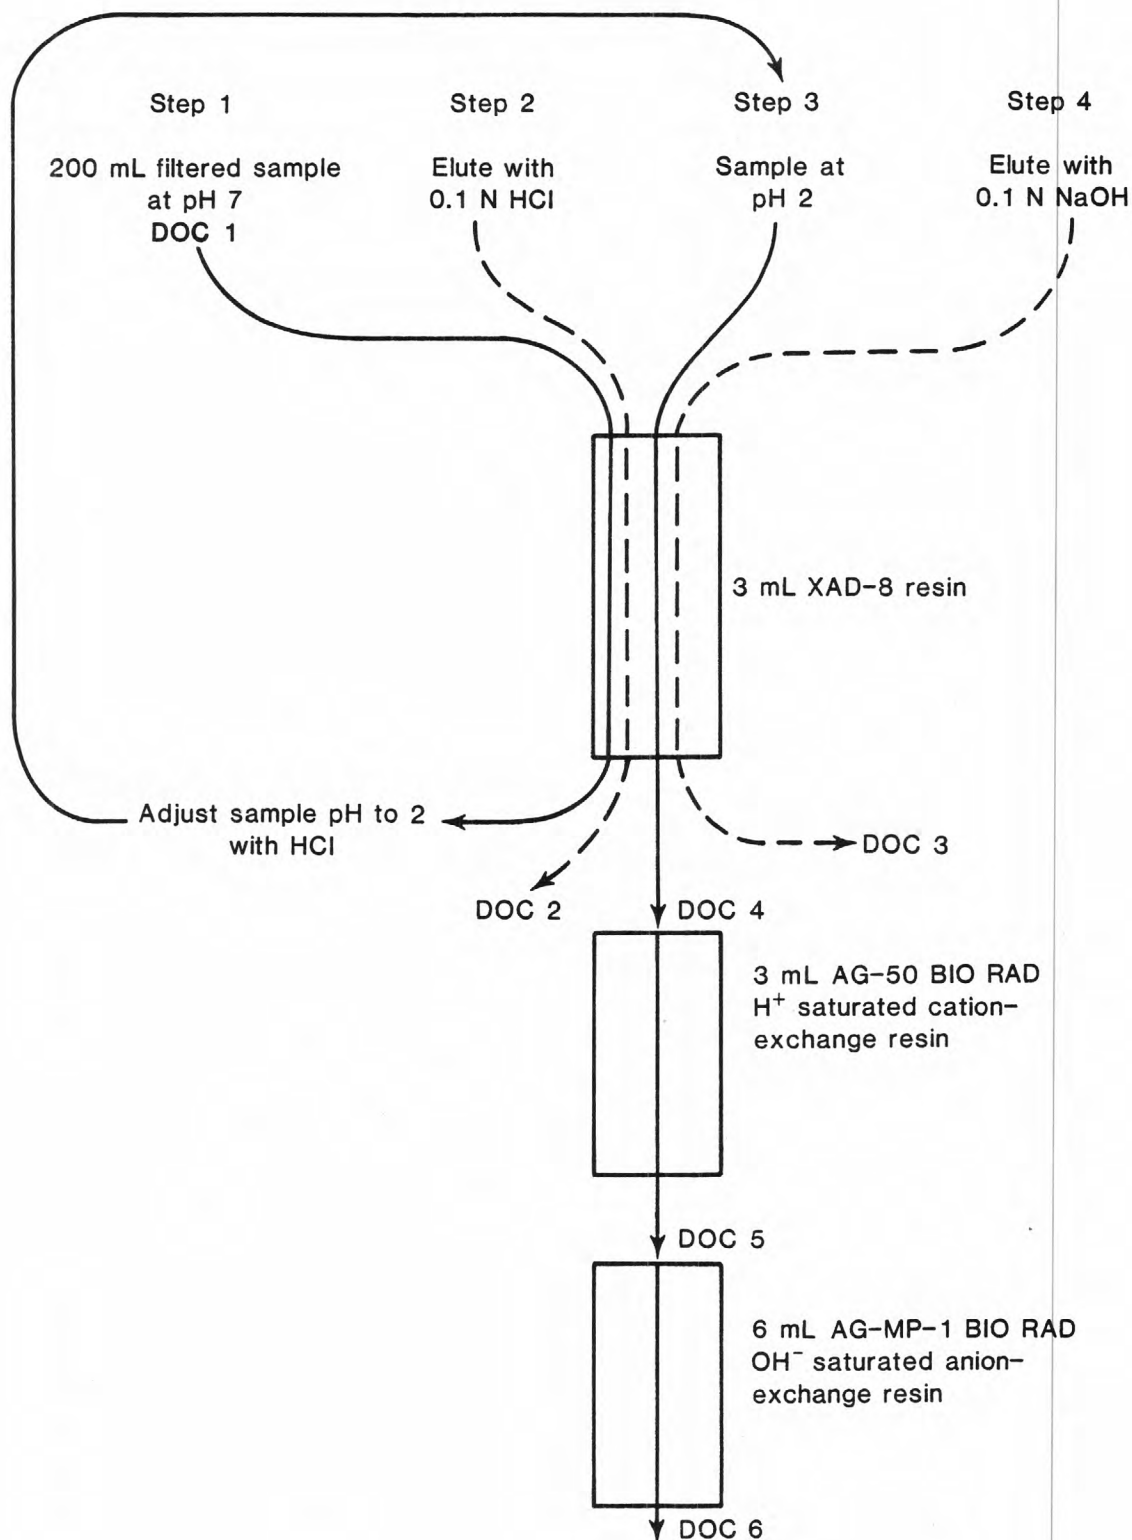 Step 1
200 mL filtered sample
at pH 7
DOC 1
Step 2
Elute with
0.1 N HCl
Step 3
Sample at
pH 2
Step 4
Elute with
0.1 N NaOH
3 mL XAD-8 resin
Adjust sample pH to 2
with HCl
DOC 2
DOC 3
DOC 4
3 mL AG-50 BIO RAD
H⁺ saturated cation-
exchange resin
DOC 5
6 mL AG-MP-1 BIO RAD
OH⁻ saturated anion-
exchange resin
DOC 6